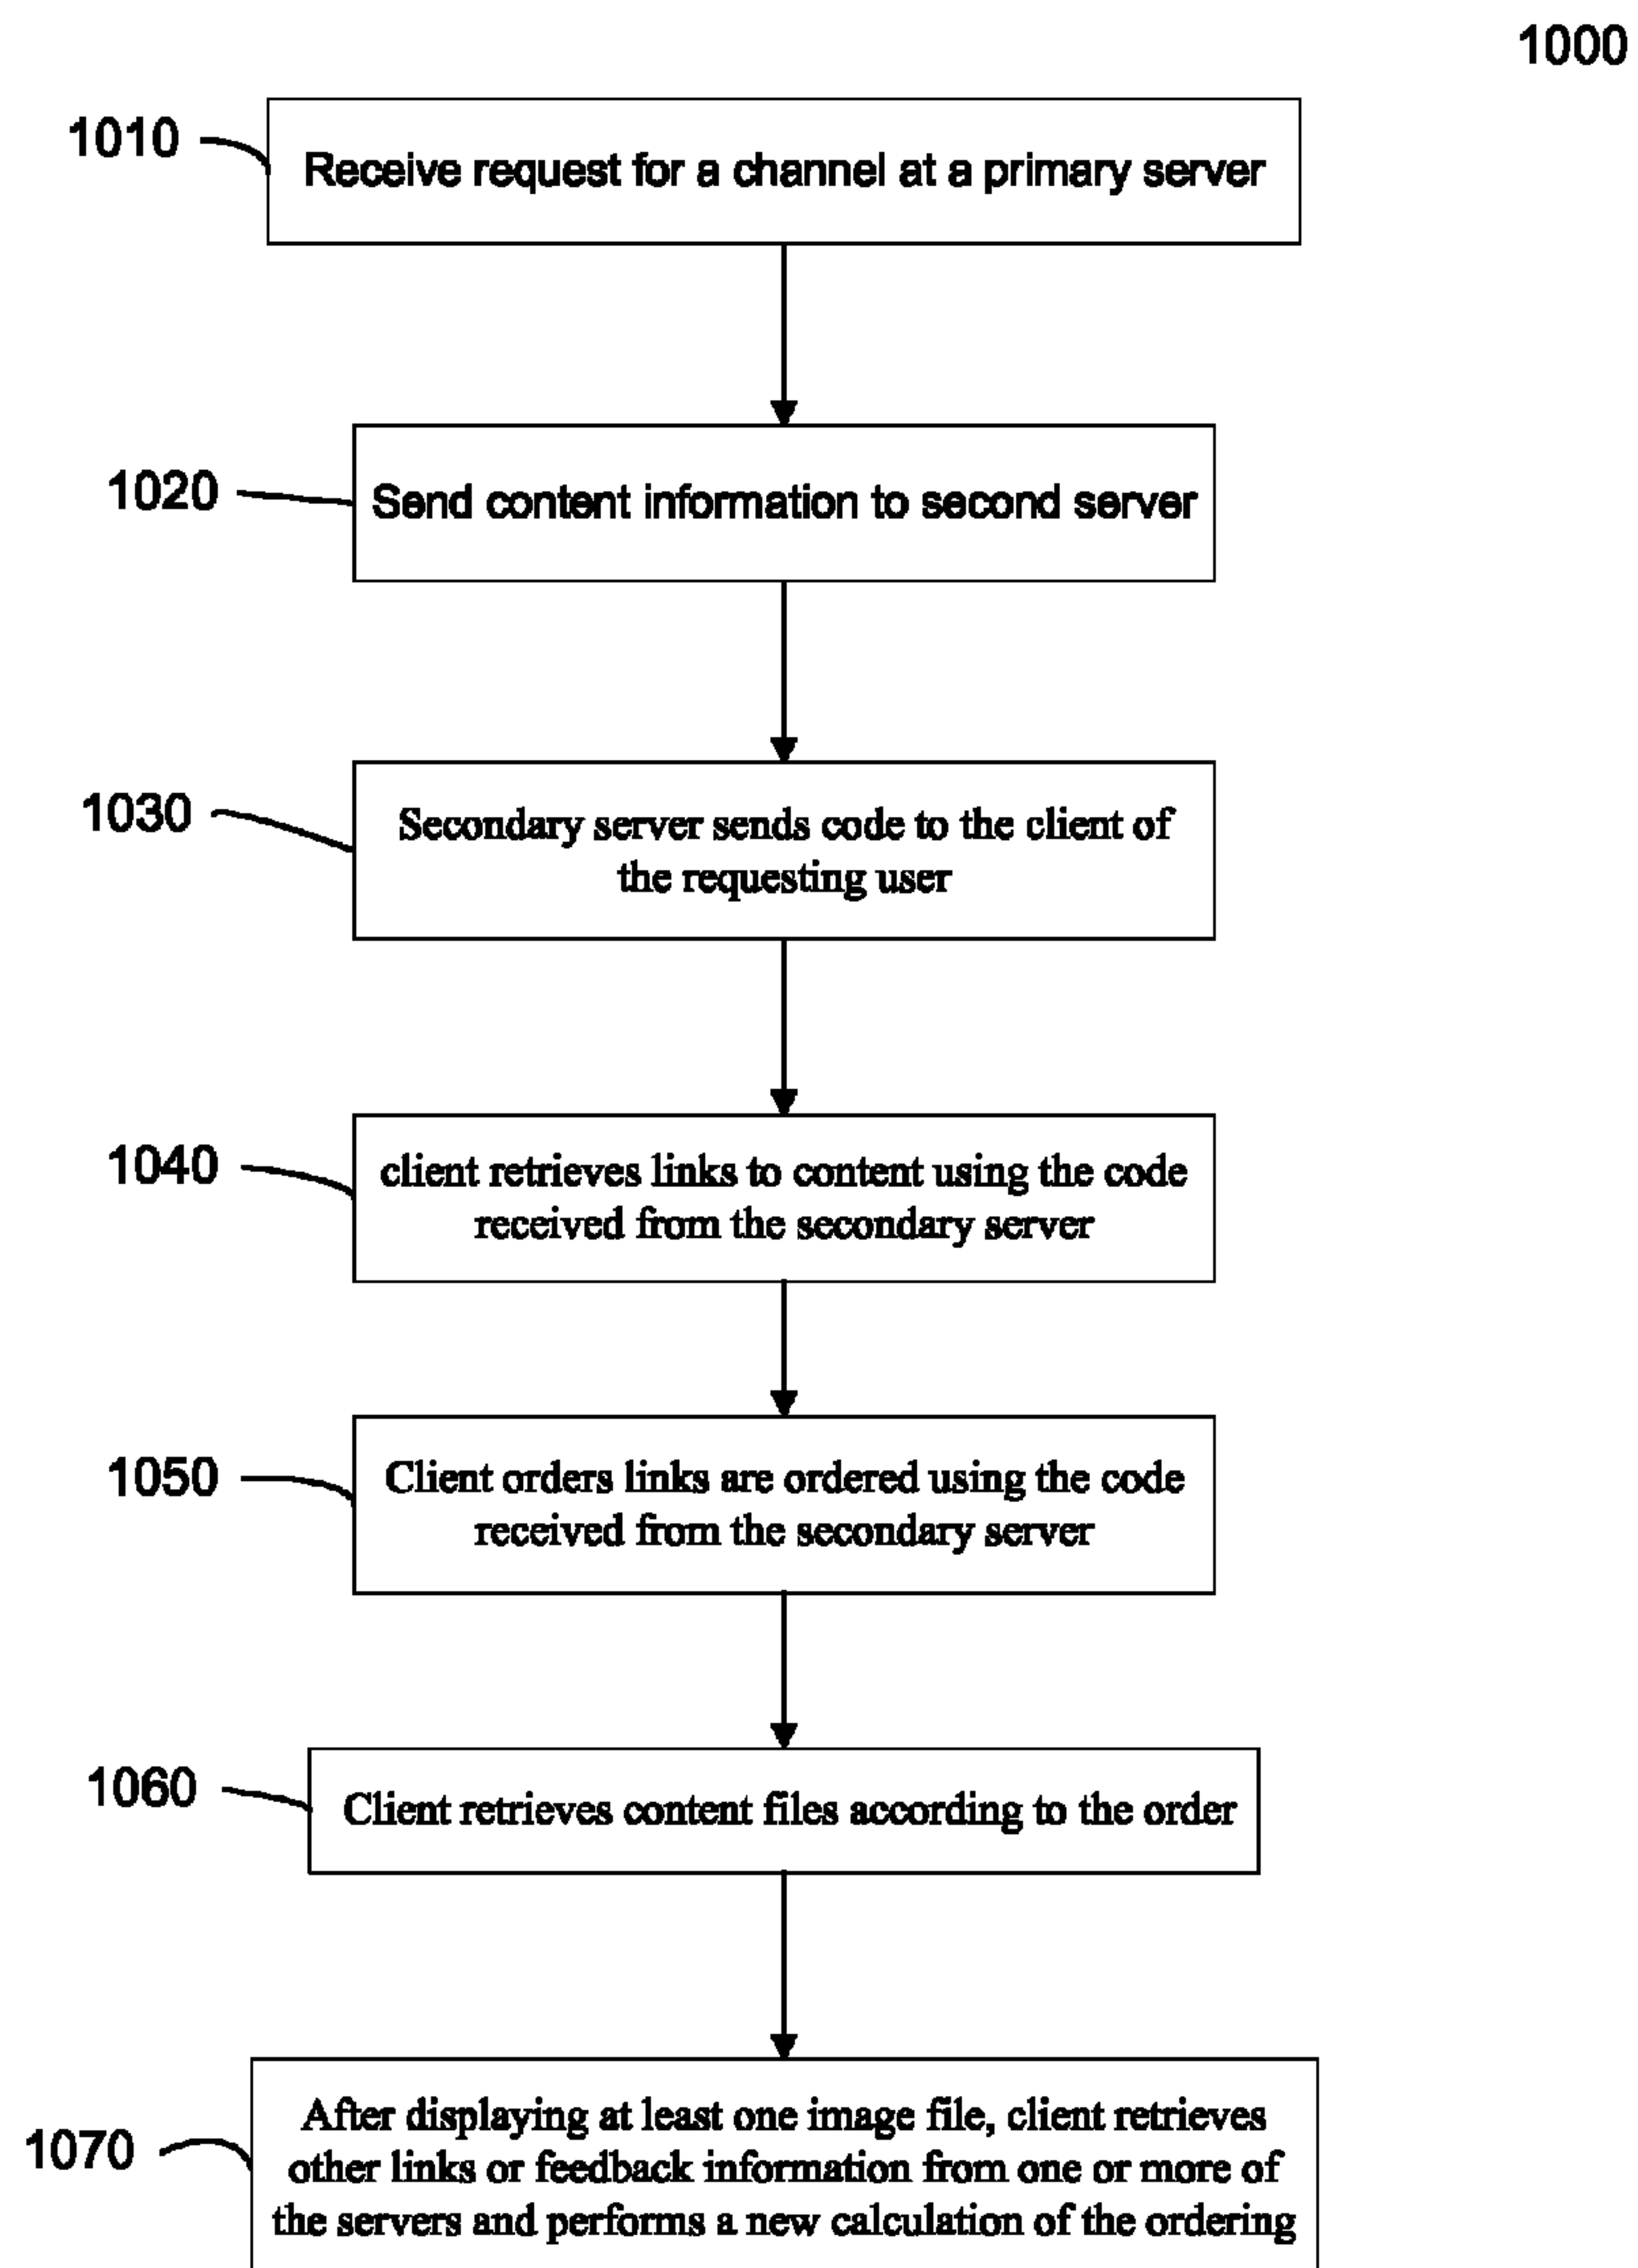 1000
1010
Receive request for a channel at a primary server
1020
Send content information to second server
1030
Secondary server sends code to the client of
the requesting user
1040
client retrieves links to content using the code
received from the secondary server
1050
Client orders links are ordered using the code
received from the secondary server
1060
Client retrieves content files according to the order
1070
After displaying at least one image file, client retrieves
other links or feedback information from one or more of
the servers and performs a new calculation of the ordering